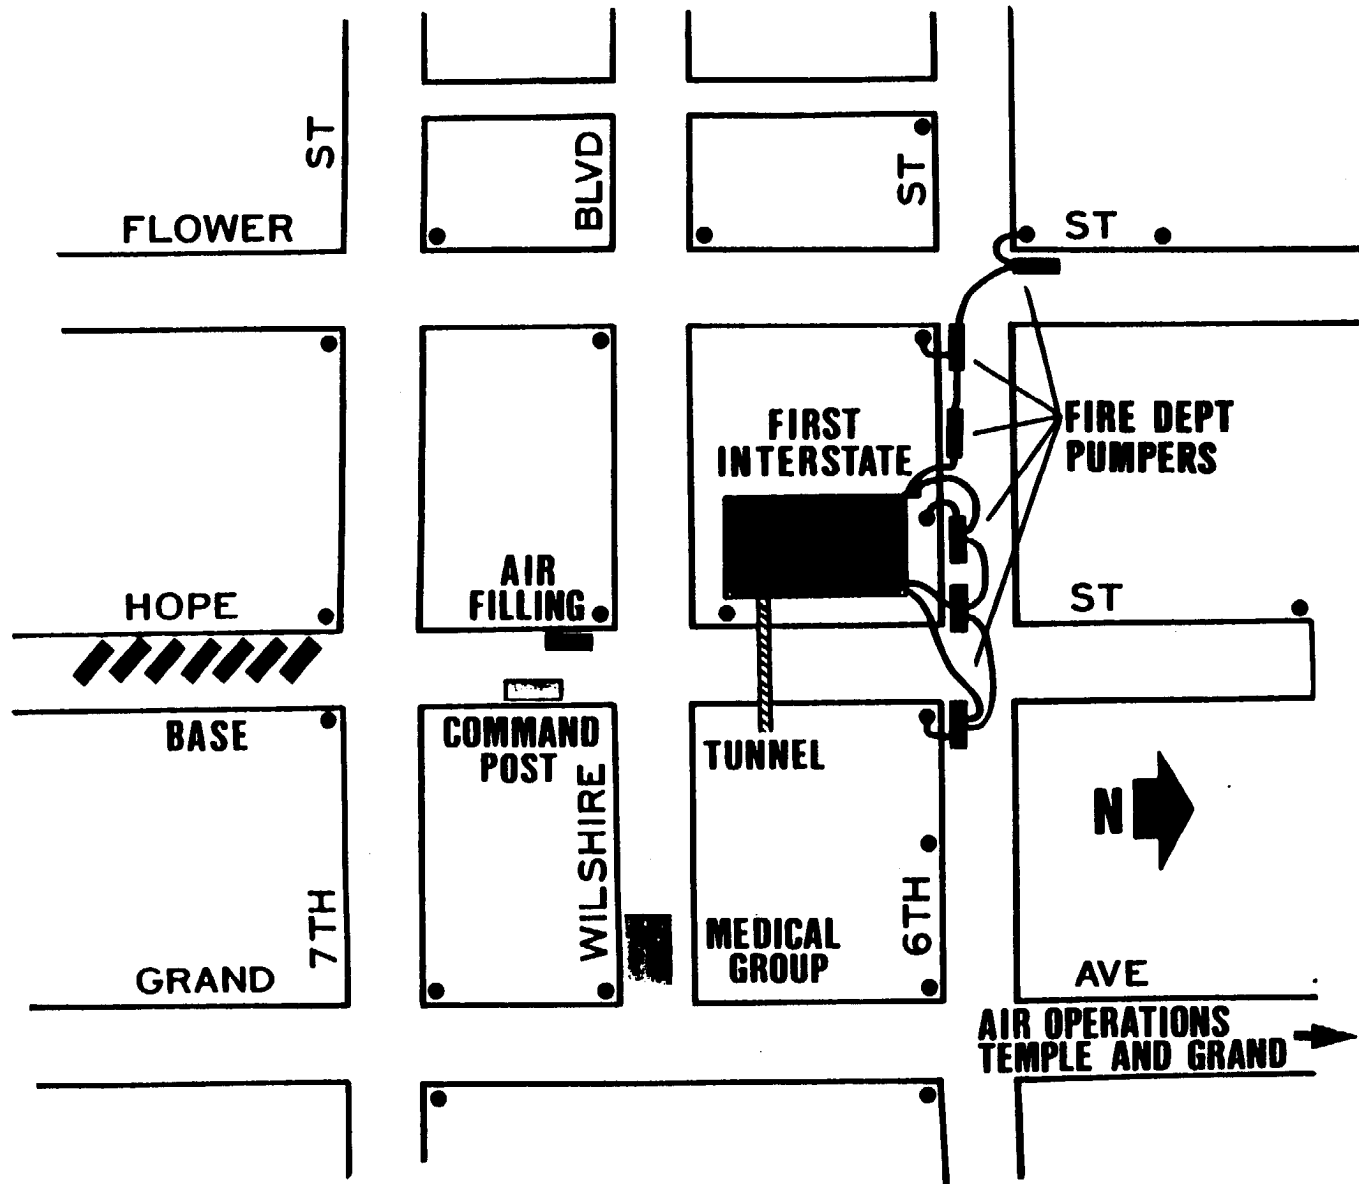 ST
BLVD
ST
FLOWER
ST
FIRST
INTERSTATE
FIRE DEPT
PUMPERS
AIR
FILLING
HOPE
ST
BASE
COMMAND
POST
TUNNEL
N
WILSHIRE
7TH
MEDICAL
GROUP
6TH
GRAND
AVE
AIR OPERATIONS
TEMPLE AND GRAND